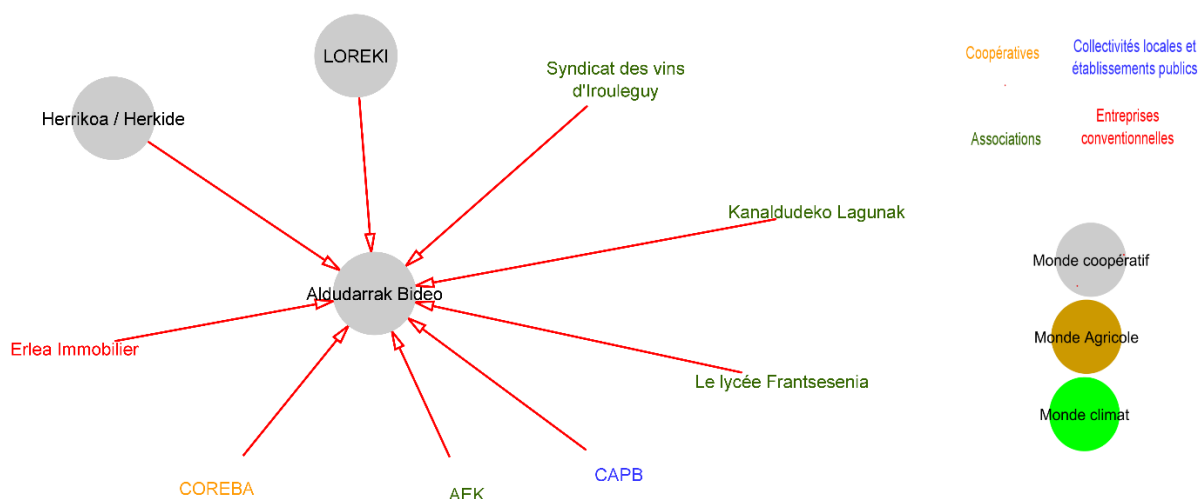 LOREKI
Syndicat des vins
d'Irouleguy
Herrikoa / Herkide
Kanaldudeko Lagunak
Aldudarrak Bideo
Erlea Immobilier
Le lycée Frantsesenia
COREBA
AEK
CAPB
Coopératives
Collectivités locales et
établissements publics
Associations
Entreprises
conventionnelles
Monde coopératif
Monde Agricole
Monde climat